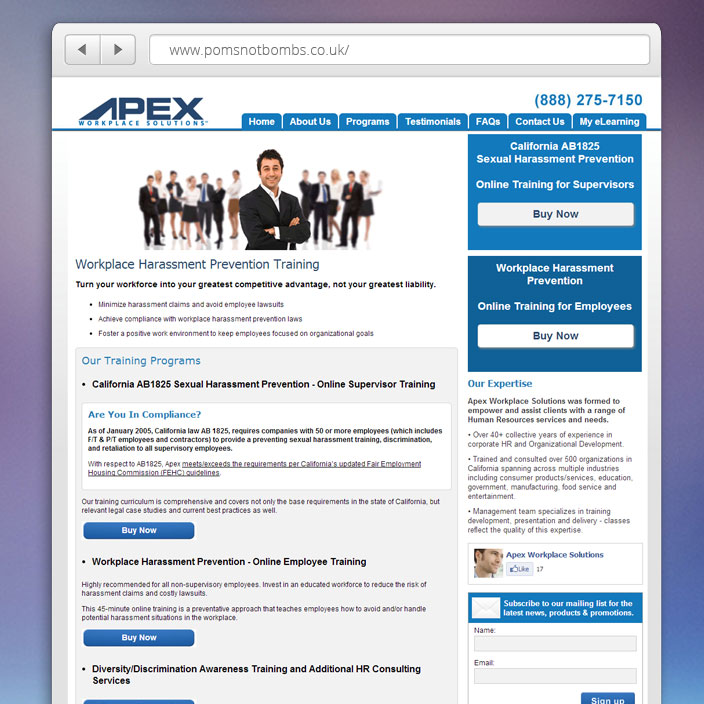 www.pomsnotbombs.co.uk/
APEX
WORKPLACE SOLUTIONS
(888) 275-7150
Home About Us Programs Testimonials FAQs Contact Us My eLearning
Workplace Harassment Prevention Training
Turn your workforce into your greatest competitive advantage, not your greatest liability.
• Minimize harassment claims and avoid employee lawsuits
• Achieve compliance with workplace harassment prevention laws
• Foster a positive work environment to keep employees focused on organizational goals
Our Training Programs
• California AB1825 Sexual Harassment Prevention - Online Supervisor Training
Are You In Compliance?
As of January 2005, California law AB 1825, requires companies with 50 or more employees (which includes
F/T & P/T employees and contractors) to provide a preventing sexual harassment training, discrimination,
and retaliation to all supervisory employees.
With respect to AB1825, Apex meets/exceeds the requirements per California's updated Fair Employment
Housing Commission (FEHC) guidelines.
Our training curriculum is comprehensive and covers not only the base requirements in the state of California, but
relevant legal case studies and current best practices as well.
Buy Now
• Workplace Harassment Prevention - Online Employee Training
Highly recommended for all non-supervisory employees. Invest in an educated workforce to reduce the risk of
harassment claims and costly lawsuits.
This 45-minute online training is a preventative approach that teaches employees how to avoid and/or handle
potential harassment situations in the workplace.
Buy Now
• Diversity/Discrimination Awareness Training and Additional HR Consulting
Services
California AB1825
Sexual Harassment Prevention
Online Training for Supervisors
Buy Now
Workplace Harassment
Prevention
Online Training for Employees
Buy Now
Our Expertise
Apex Workplace Solutions was formed to
empower and assist clients with a range of
Human Resources services and needs.
• Over 40+ collective years of experience in
corporate HR and Organizational Development.
• Trained and consulted over 500 organizations in
California spanning across multiple industries
including consumer products/services, education,
government, manufacturing, food service and
entertainment.
• Management team specializes in training
development, presentation and delivery - classes
reflect the quality of this expertise.
Apex Workplace Solutions
Like 17
Subscribe to our mailing list for the
latest news, products & promotions.
Name:
Email:
Sign up